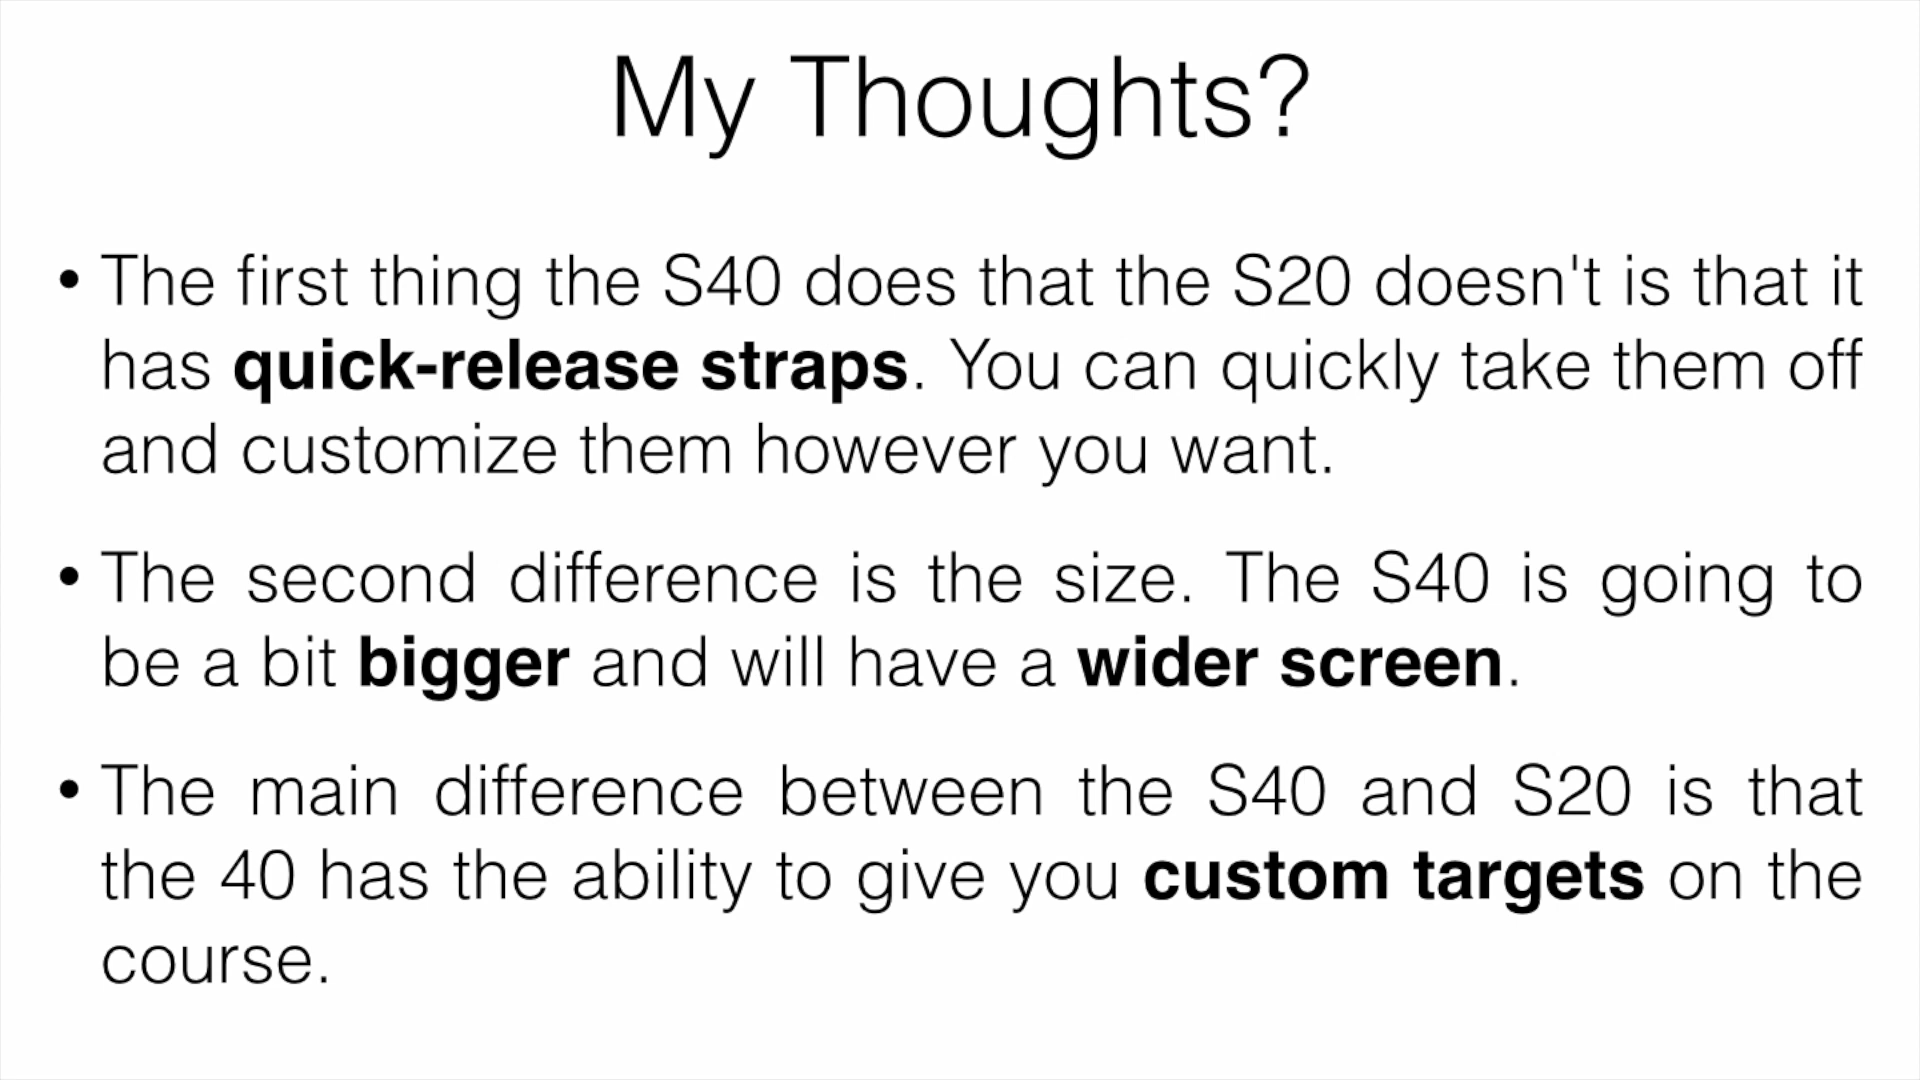 My Thoughts?
• The first thing the S40 does that the S20 doesn't is that it
has quick-release straps. You can quickly take them off
and customize them however you want.
• The second difference is the size. The S40 is going to
be a bit bigger and will have a wider screen.
• The main difference between the S40 and S20 is that
the 40 has the ability to give you custom targets on the
course.